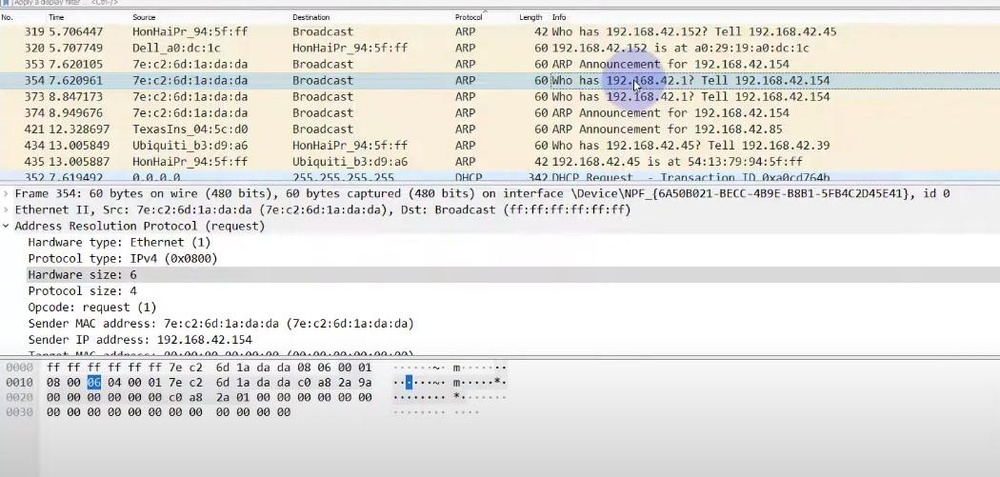 Apply a display filter ... <Ctrl-/>
No. Time Source Destination Protocol Length Info
319 5.706447 HonHaiPr_94:5f:ff Broadcast ARP 42 Who has 192.168.42.152? Tell 192.168.42.45
320 5.707749 Dell_a0:dc:1c HonHaiPr_94:5f:ff ARP 60 192.168.42.152 is at a0:29:19:a0:dc:1c
353 7.620105 7e:c2:6d:1a:da:da Broadcast ARP 60 ARP Announcement for 192.168.42.154
354 7.620961 7e:c2:6d:1a:da:da Broadcast ARP 60 Who has 192.168.42.1? Tell 192.168.42.154
373 8.847173 7e:c2:6d:1a:da:da Broadcast ARP 60 Who has 192.168.42.1? Tell 192.168.42.154
374 8.949676 7e:c2:6d:1a:da:da Broadcast ARP 60 ARP Announcement for 192.168.42.154
421 12.328697 TexasIns_04:5c:d0 Broadcast ARP 60 ARP Announcement for 192.168.42.85
434 13.005849 Ubiquiti_b3:d9:a6 HonHaiPr_94:5f:ff ARP 60 Who has 192.168.42.45? Tell 192.168.42.39
435 13.005887 HonHaiPr_94:5f:ff Ubiquiti_b3:d9:a6 ARP 42 192.168.42.45 is at 54:13:79:94:5f:ff
352 7.619492 0.0.0.0 255.255.255.255 DHCP 342 DHCP Request - Transaction ID 0xa0cd764b
Frame 354: 60 bytes on wire (480 bits), 60 bytes captured (480 bits) on interface \Device\NPF_{6A50B021-BECC-4B9E-B8B1-5FB4C2D45E41}, id 0
Ethernet II, Src: 7e:c2:6d:1a:da:da (7e:c2:6d:1a:da:da), Dst: Broadcast (ff:ff:ff:ff:ff:ff)
Address Resolution Protocol (request)
Hardware type: Ethernet (1)
Protocol type: IPv4 (0x0800)
Hardware size: 6
Protocol size: 4
Opcode: request (1)
Sender MAC address: 7e:c2:6d:1a:da:da (7e:c2:6d:1a:da:da)
Sender IP address: 192.168.42.154
Target MAC address: 00:00:00_00:00:00 (00:00:00:00:00:00)
0000 ff ff ff ff ff ff 7e c2 6d 1a da da 08 06 00 01 ······~· m·······
0010 08 00 06 04 00 01 7e c2 6d 1a da da c0 a8 2a 9a ······~· m·····*·
0020 00 00 00 00 00 00 c0 a8 2a 01 00 00 00 00 00 00 ········ *·······
0030 00 00 00 00 00 00 00 00 00 00 00 00 ········ ····